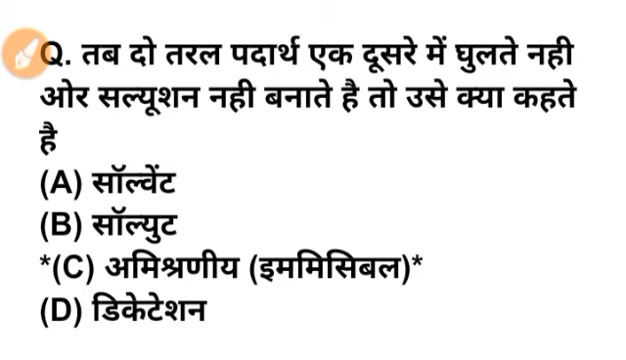 Q. तब दो तरल पदार्थ एक दूसरे में घुलते नही
ओर सल्यूशन नही बनाते है तो उसे क्या कहते
है
(A) सॉल्वेंट
(B) सॉल्युट
*(C) अमिश्रणीय (इममिसिबल)*
(D) डिकेटेशन